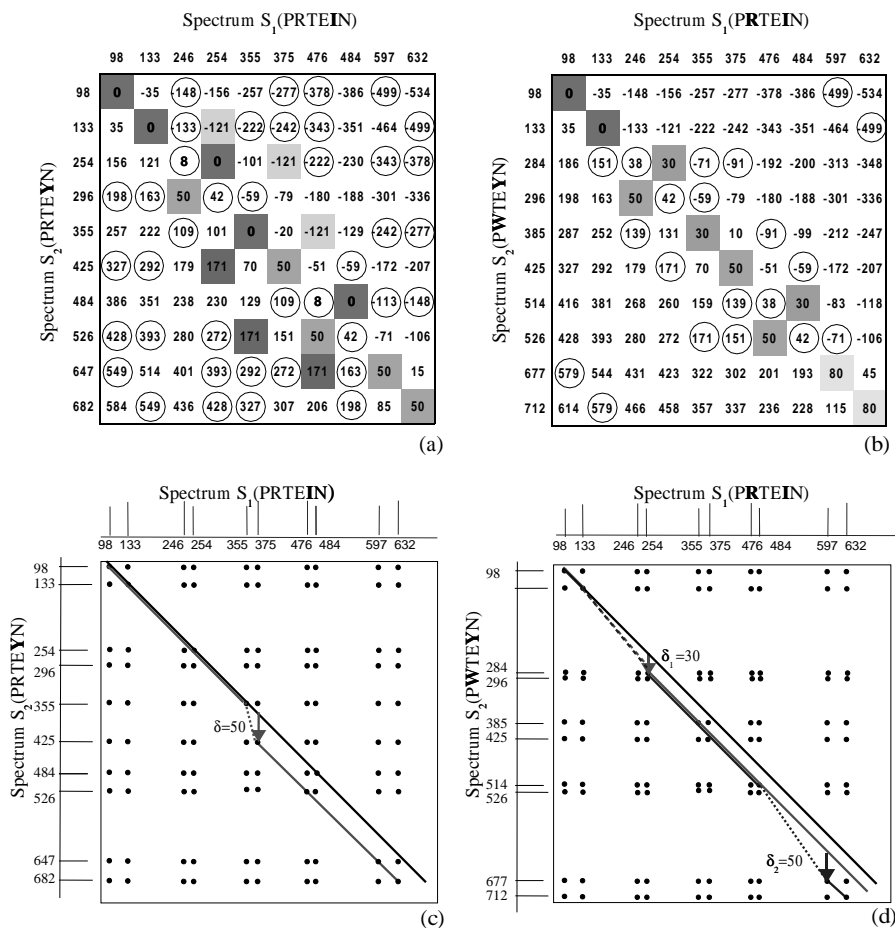 Spectrum S1(PRTEIN)
98 133 246 254 355 375 476 484 597 632
Spectrum S2(PRTEYN)
98 0 -35 -148 -156 -257 -277 -378 -386 -499 -534
133 35 0 -133 -121 -222 -242 -343 -351 -464 -499
254 156 121 8 0 -101 -121 -222 -230 -343 -378
296 198 163 50 42 -59 -79 -180 -188 -301 -336
355 257 222 109 101 0 -20 -121 -129 -242 -277
425 327 292 179 171 70 50 -51 -59 -172 -207
484 386 351 238 230 129 109 8 0 -113 -148
526 428 393 280 272 171 151 50 42 -71 -106
647 549 514 401 393 292 272 171 163 50 15
682 584 549 436 428 327 307 206 198 85 50
(a)
Spectrum S1(PRTEIN)
98 133 246 254 355 375 476 484 597 632
Spectrum S2(PWTEYN)
98 0 -35 -148 -156 -257 -277 -378 -386 -499 -534
133 35 0 -133 -121 -222 -242 -343 -351 -464 -499
284 186 151 38 30 -71 -91 -192 -200 -313 -348
296 198 163 50 42 -59 -79 -180 -188 -301 -336
385 287 252 139 131 30 10 -91 -99 -212 -247
425 327 292 179 171 70 50 -51 -59 -172 -207
514 416 381 268 260 159 139 38 30 -83 -118
526 428 393 280 272 171 151 50 42 -71 -106
677 579 544 431 423 322 302 201 193 80 45
712 614 579 466 458 357 337 236 228 115 80
(b)
Spectrum S1(PRTEIN)
98 133 246 254 355 375 476 484 597 632
Spectrum S2(PRTEYN)
98
133
254
296
355
425
484
526
647
682
δ=50
(c)
Spectrum S1(PRTEIN)
98 133 246 254 355 375 476 484 597 632
Spectrum S2(PWTEYN)
98
284
296
385
425
514
526
677
712
δ1=30
δ2=50
(d)